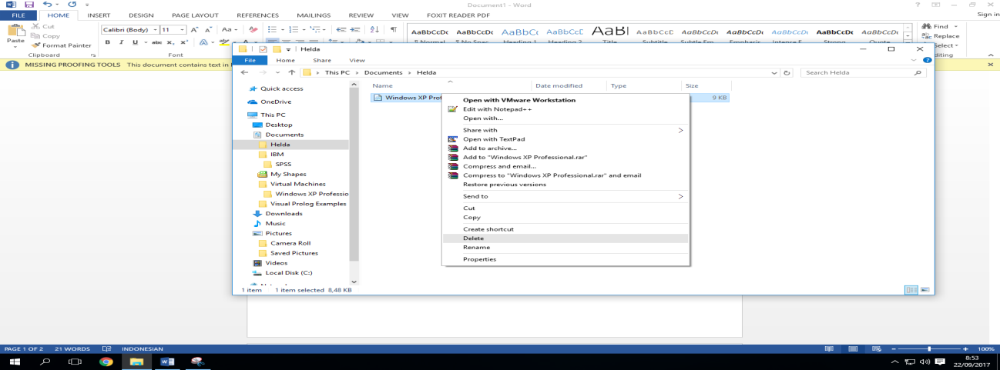 Document1 - Word
Sign in
FILE HOME INSERT DESIGN PAGE LAYOUT REFERENCES MAILINGS REVIEW VIEW FOXIT READER PDF
Cut
Copy
Format Painter
Paste
Clipboard
Calibri (Body) 11
Font
AaBbCcDc AaBbCcDc AaBbCc AaBbCcD AaBl AaBbCcD AaBbCcDc AaBbCcDc AaBbCcDc AaBbCcDc AaBbCcDc
Find
Replace
Select
MISSING PROOFING TOOLS This document contains text in
Helda
File Home Share View
This PC > Documents > Helda
Search Helda
Name Date modified Type Size
Quick access
OneDrive
This PC
Desktop
Documents
Helda
IBM
SPSS
My Shapes
Virtual Machines
Windows XP Professio
Visual Prolog Examples
Downloads
Music
Pictures
Camera Roll
Saved Pictures
Videos
Local Disk (C:)
Windows XP Prof 9 KB
Open with VMware Workstation
Edit with Notepad++
Open with...
Share with
Open with TextPad
Add to archive...
Add to "Windows XP Professional.rar"
Compress and email...
Compress to "Windows XP Professional.rar" and email
Restore previous versions
Send to
Cut
Copy
Create shortcut
Delete
Rename
Properties
1 item 1 item selected 8,48 KB
PAGE 1 OF 2 21 WORDS INDONESIAN
100%
8:53
22/09/2017